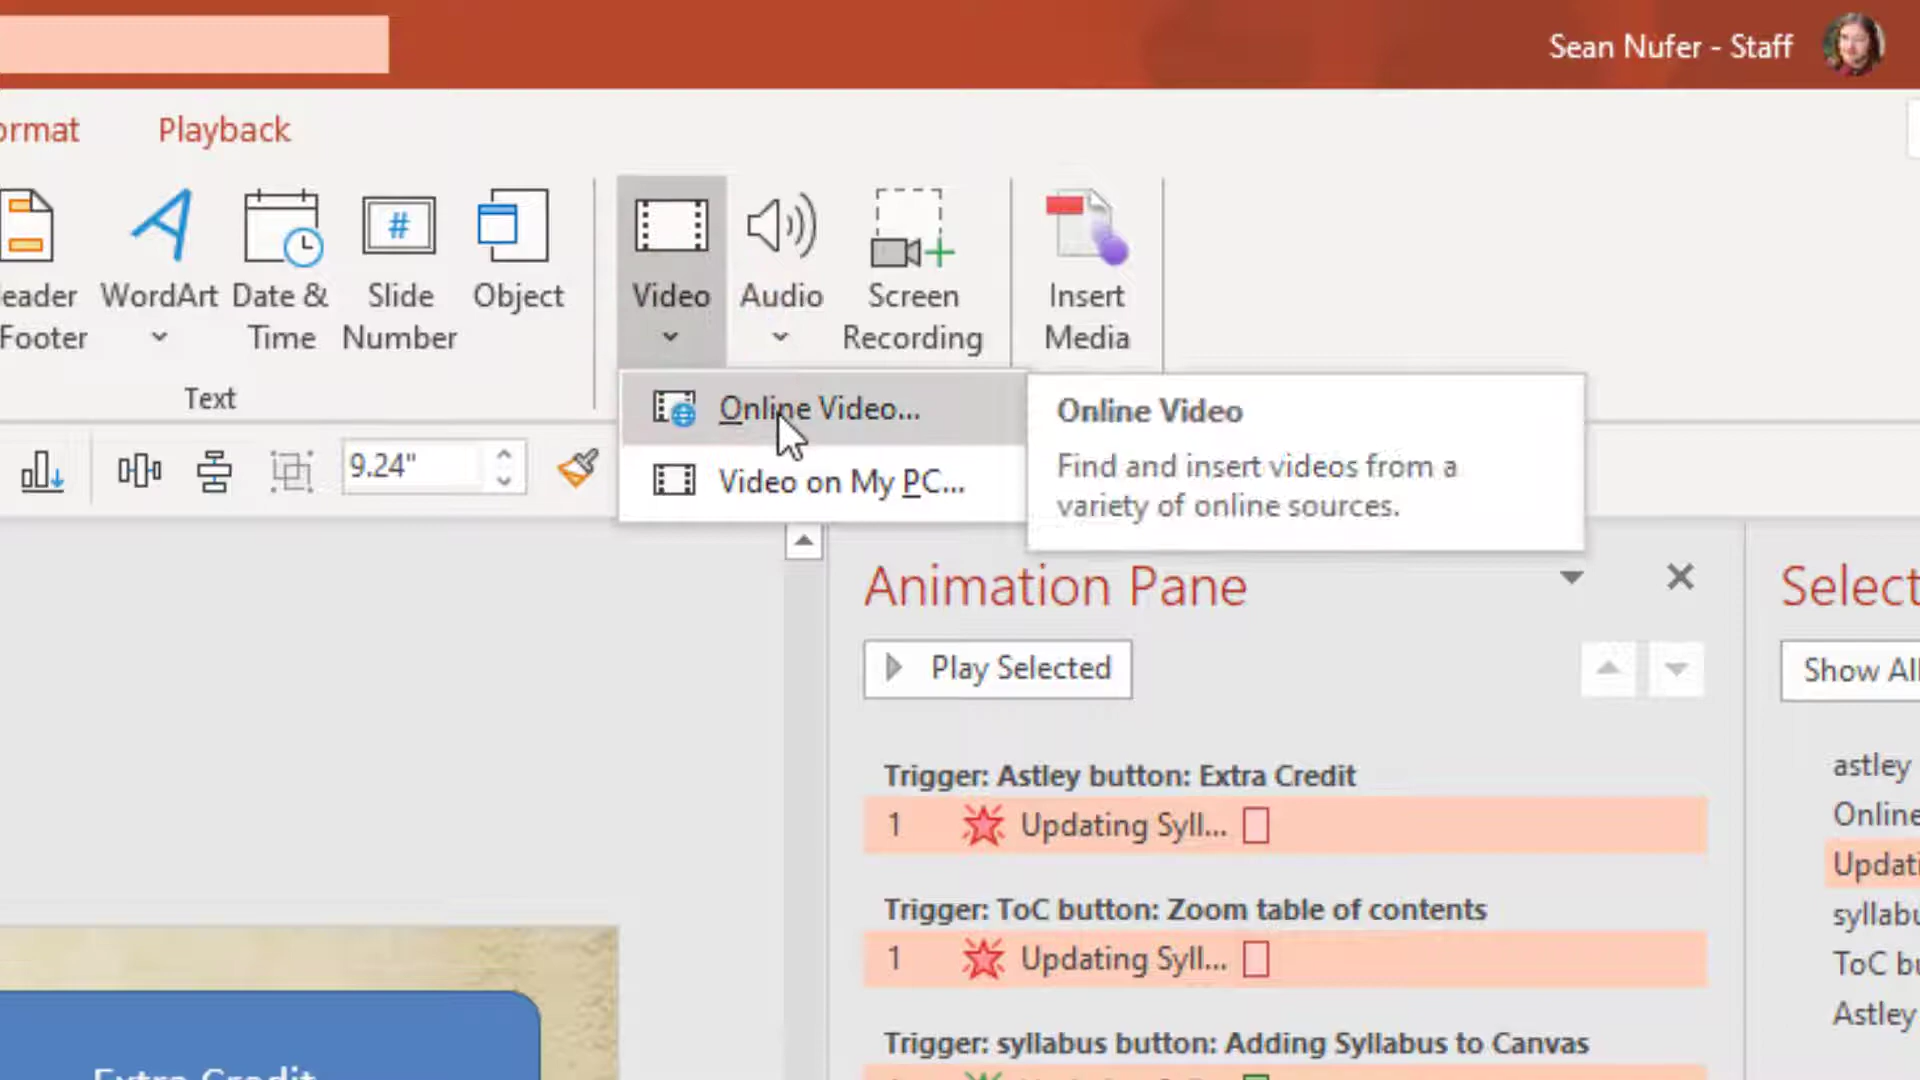 Sean Nufer - Staff
ormat
Playback
eader
Footer
WordArt
Date &
Time
#
Slide
Number
Object
Video
Audio
Screen
Recording
Insert
Media
Text
Online Video...
Video on My PC...
Online Video
Find and insert videos from a
variety of online sources.
9.24"
Animation Pane
Play Selected
Trigger: Astley button: Extra Credit
1 Updating Syll...
Trigger: ToC button: Zoom table of contents
1 Updating Syll...
Trigger: syllabus button: Adding Syllabus to Canvas
Select
Show All
astley
Online
Updati
syllabu
ToC bu
Astley
Extra Credit